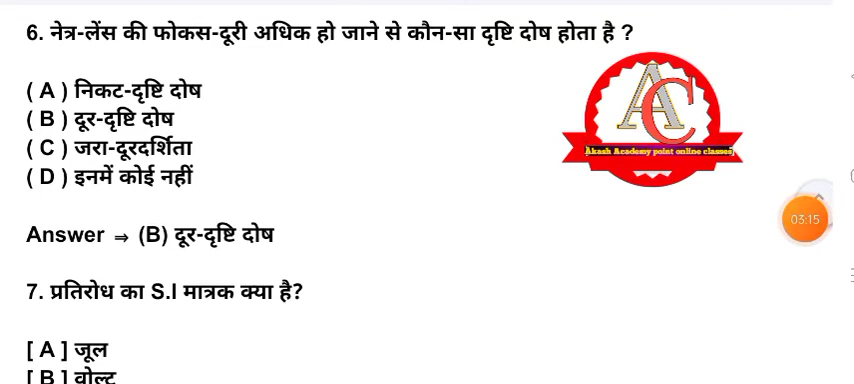 6. नेत्र-लेंस की फोकस-दूरी अधिक हो जाने से कौन-सा दृष्टि दोष होता है ?
( A ) निकट-दृष्टि दोष
( B ) दूर-दृष्टि दोष
( C ) जरा-दूरदर्शिता
( D ) इनमें कोई नहीं
AC
Akash Academy point online classes
03:15
Answer ⇒ (B) दूर-दृष्टि दोष
7. प्रतिरोध का S.I मात्रक क्या है?
[ A ] जूल
[ B ] वोल्ट